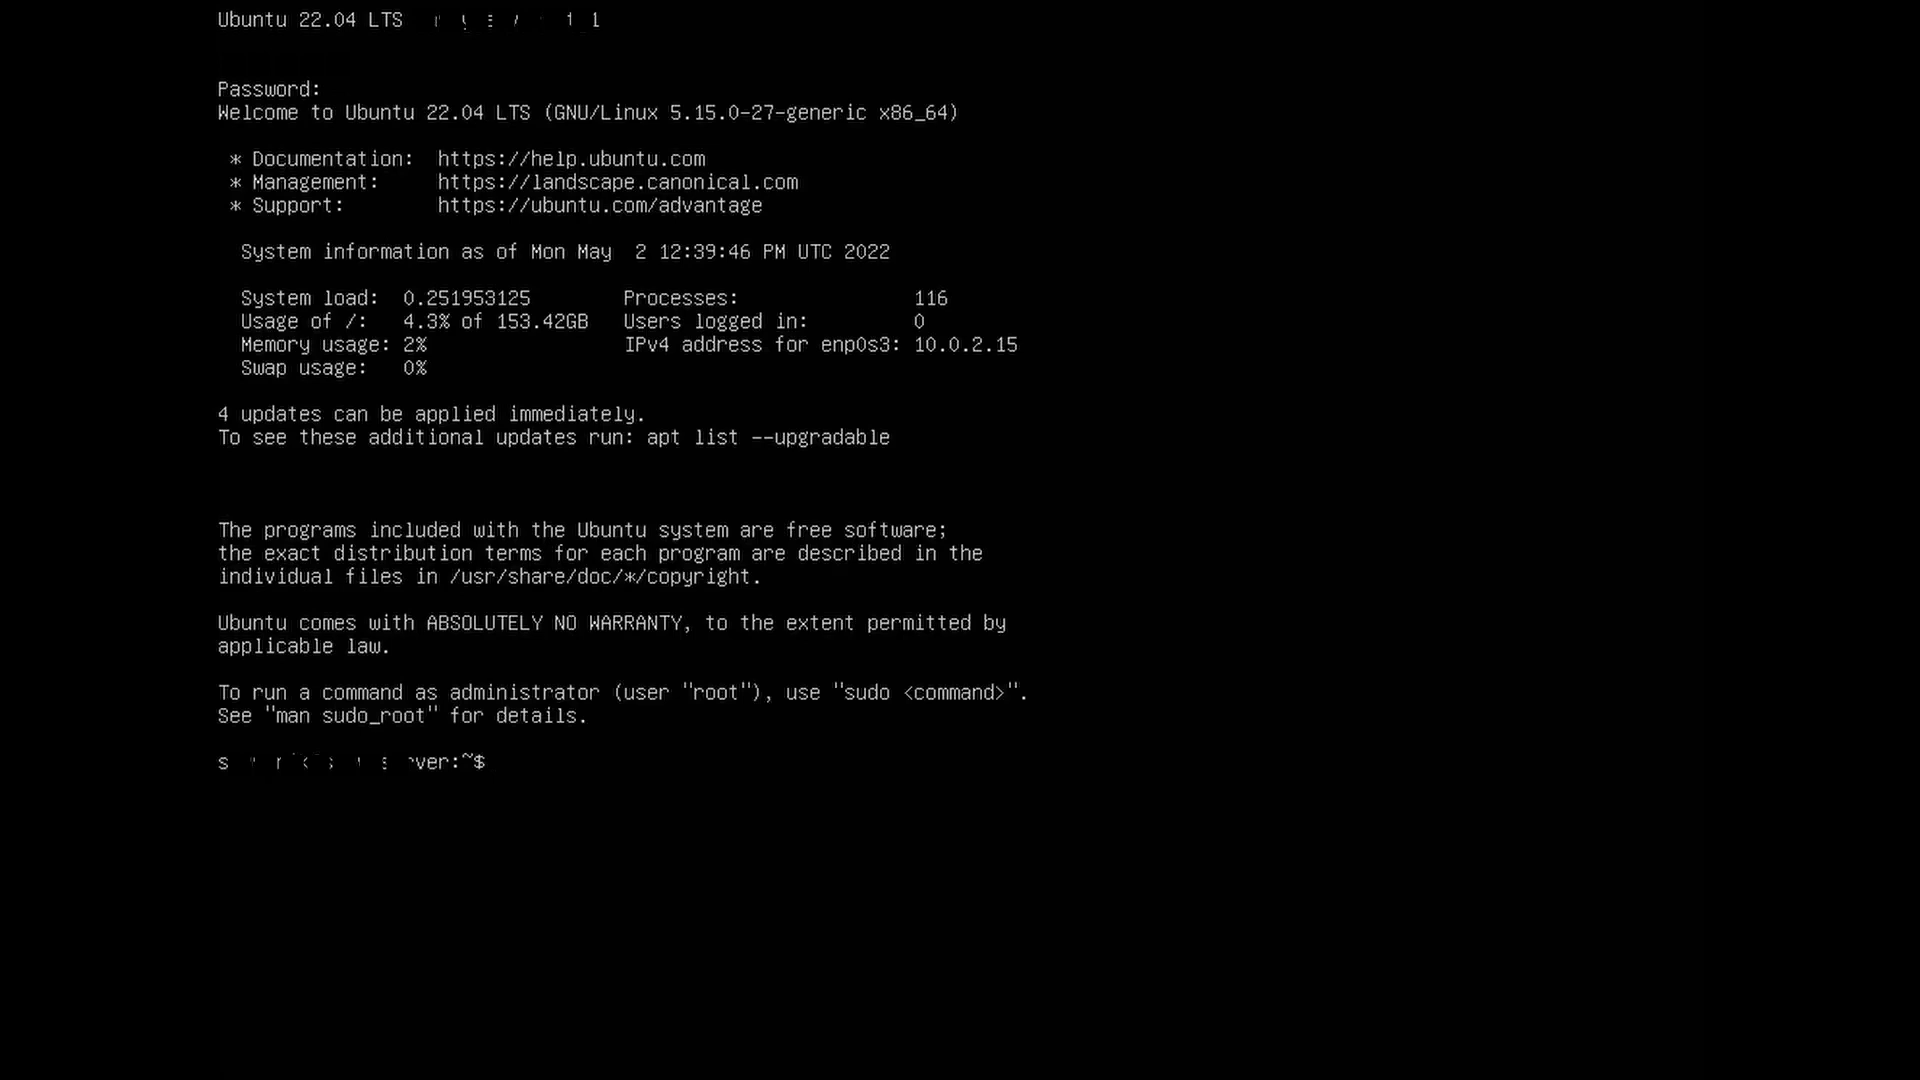 Ubuntu 22.04 LTS
Password:
Welcome to Ubuntu 22.04 LTS (GNU/Linux 5.15.0-27-generic x86_64)
* Documentation:  https://help.ubuntu.com
* Management:     https://landscape.canonical.com
* Support:        https://ubuntu.com/advantage
System information as of Mon May  2 12:39:46 PM UTC 2022
System load:  0.251953125        Processes:               116
Usage of /:   4.3% of 153.42GB   Users logged in:         0
Memory usage: 2%                 IPv4 address for enp0s3: 10.0.2.15
Swap usage:   0%
4 updates can be applied immediately.
To see these additional updates run: apt list --upgradable
The programs included with the Ubuntu system are free software;
the exact distribution terms for each program are described in the
individual files in /usr/share/doc/*/copyright.
Ubuntu comes with ABSOLUTELY NO WARRANTY, to the extent permitted by
applicable law.
To run a command as administrator (user "root"), use "sudo <command>".
See "man sudo_root" for details.